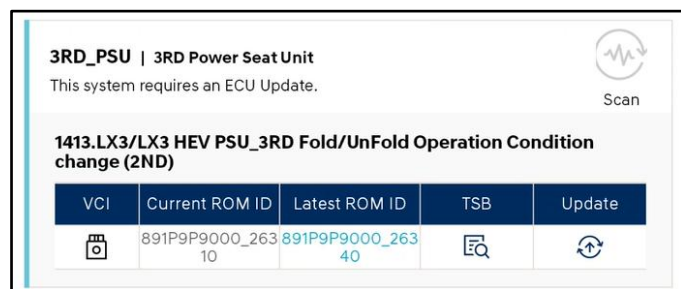 3RD_PSU | 3RD Power Seat Unit
This system requires an ECU Update.
Scan
1413.LX3/LX3 HEV PSU_3RD Fold/UnFold Operation Condition
change (2ND)
VCI Current ROM ID Latest ROM ID TSB Update
891P9P9000_263 891P9P9000_263
10 40